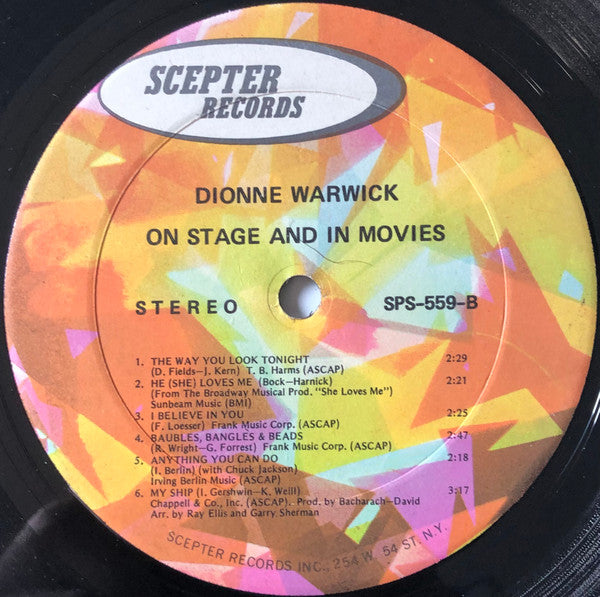 SCEPTER
RECORDS
DIONNE WARWICK
ON STAGE AND IN MOVIES
STEREO SPS-559-B
1. THE WAY YOU LOOK TONIGHT 2:29
(D. Fields—J. Kern) T. B. Harms (ASCAP)
2. HE (SHE) LOVES ME (Bock—Harnick) 2:21
(From The Broadway Musical Prod. "She Loves Me")
Sunbeam Music (BMI)
3. I BELIEVE IN YOU 2:25
(F. Loesser) Frank Music Corp. (ASCAP)
4. BAUBLES, BANGLES & BEADS 2:47
(R. Wright—G. Forrest) Frank Music Corp. (ASCAP)
5. ANYTHING YOU CAN DO 2:18
(I. Berlin) (with Chuck Jackson)
Irving Berlin Music (ASCAP)
6. MY SHIP (I. Gershwin—K. Weill) 3:17
Chappell & Co., Inc. (ASCAP). Prod. by Bacharach—David
Arr. by Ray Ellis and Garry Sherman
SCEPTER RECORDS INC., 254 W. 54 ST. N.Y.